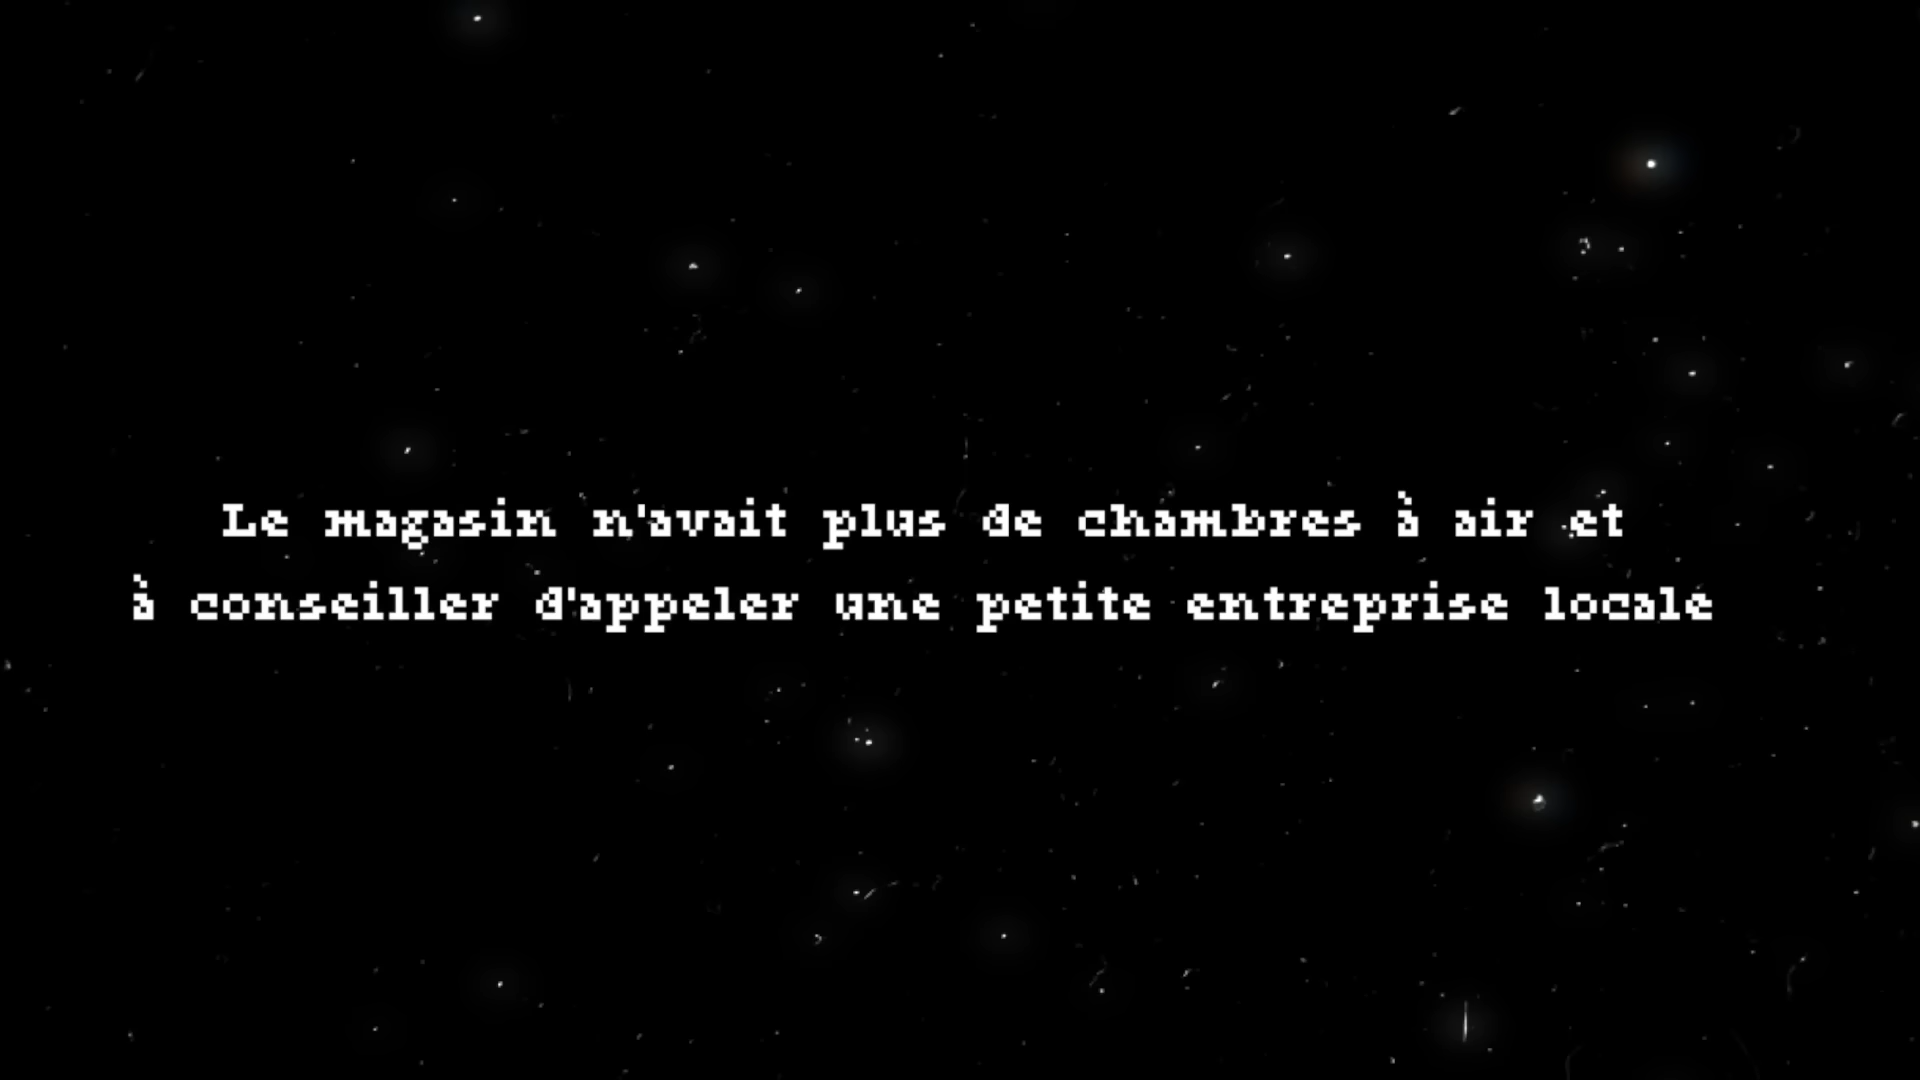 Le magasin n'avait plus de chambres à air et
à conseiller d'appeler une petite entreprise locale